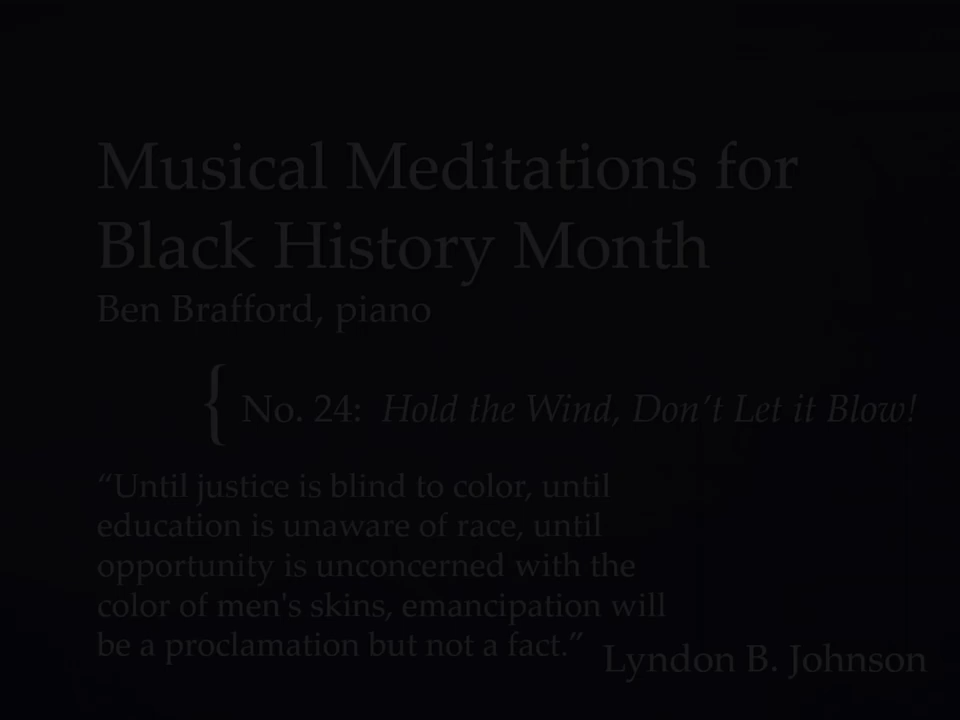 Musical Meditations for
Black History Month
Ben Brafford, piano
{ No. 24: Hold the Wind, Don’t Let it Blow!
“Until justice is blind to color, until
education is unaware of race, until
opportunity is unconcerned with the
color of men's skins, emancipation will
be a proclamation but not a fact.”
Lyndon B. Johnson